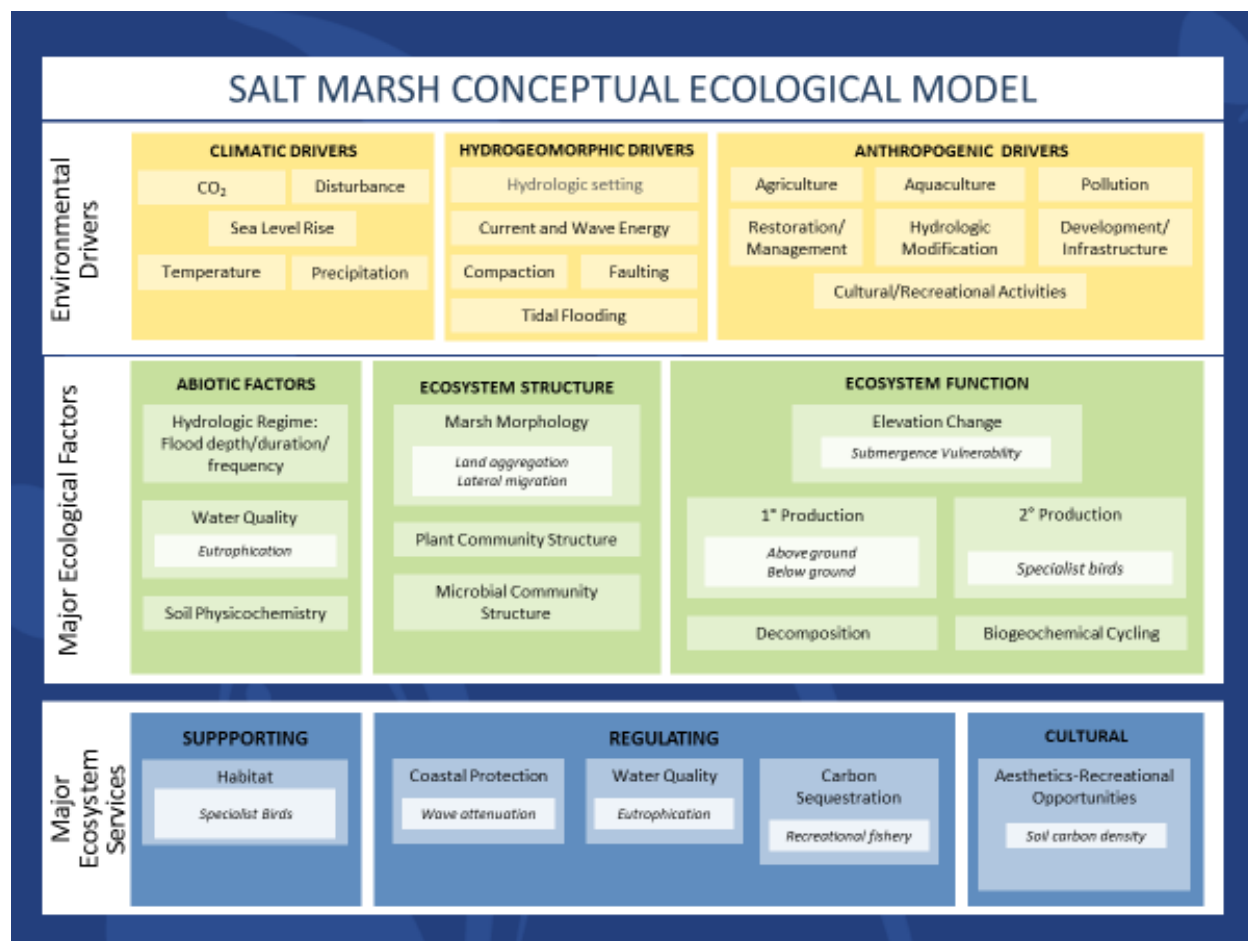 SALT MARSH CONCEPTUAL ECOLOGICAL MODEL
Environmental
Drivers
CLIMATIC DRIVERS
CO₂
Disturbance
Sea Level Rise
Temperature
Precipitation
HYDROGEOMORPHIC DRIVERS
Hydrologic setting
Current and Wave Energy
Compaction
Faulting
Tidal Flooding
ANTHROPOGENIC DRIVERS
Agriculture
Aquaculture
Pollution
Restoration/
Management
Hydrologic
Modification
Development/
Infrastructure
Cultural/Recreational Activities
Major Ecological Factors
ABIOTIC FACTORS
Hydrologic Regime:
Flood depth/duration/
frequency
Water Quality
Eutrophication
Soil Physicochemistry
ECOSYSTEM STRUCTURE
Marsh Morphology
Land aggregation
Lateral migration
Plant Community Structure
Microbial Community
Structure
ECOSYSTEM FUNCTION
Elevation Change
Submergence Vulnerability
1° Production
Above ground
Below ground
2° Production
Specialist birds
Decomposition
Biogeochemical Cycling
Major
Ecosystem
Services
SUPPPORTING
Habitat
Specialist Birds
REGULATING
Coastal Protection
Wave attenuation
Water Quality
Eutrophication
Carbon
Sequestration
Recreational fishery
CULTURAL
Aesthetics-Recreational
Opportunities
Soil carbon density